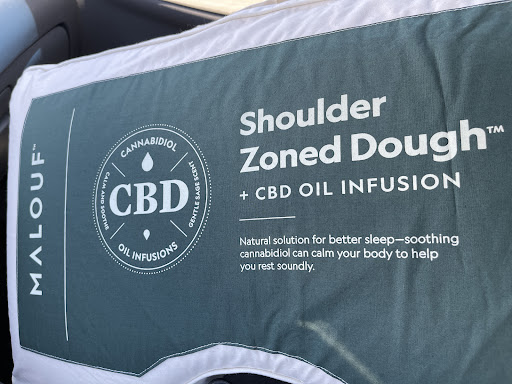 MALOUF™
CANNABIDIOL
CALM AND SOOTHE
CBD
GENTLE SAGE SCENT
OIL INFUSIONS
Shoulder
Zoned Dough™
+ CBD OIL INFUSION
Natural solution for better sleep—soothing
cannabidiol can calm your body to help
you rest soundly.